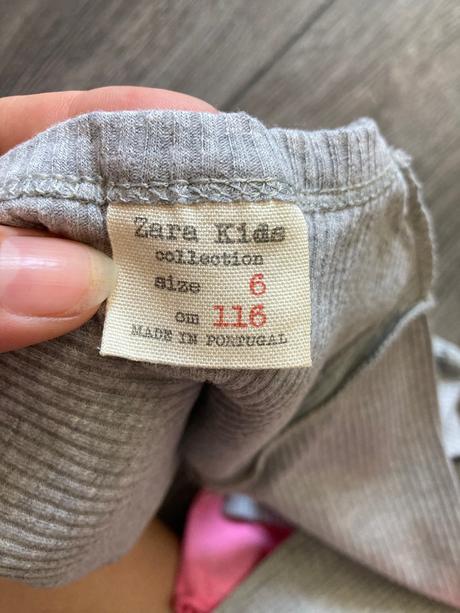 Zara Kids
collection
size 6
cm 116
MADE IN PORTUGAL